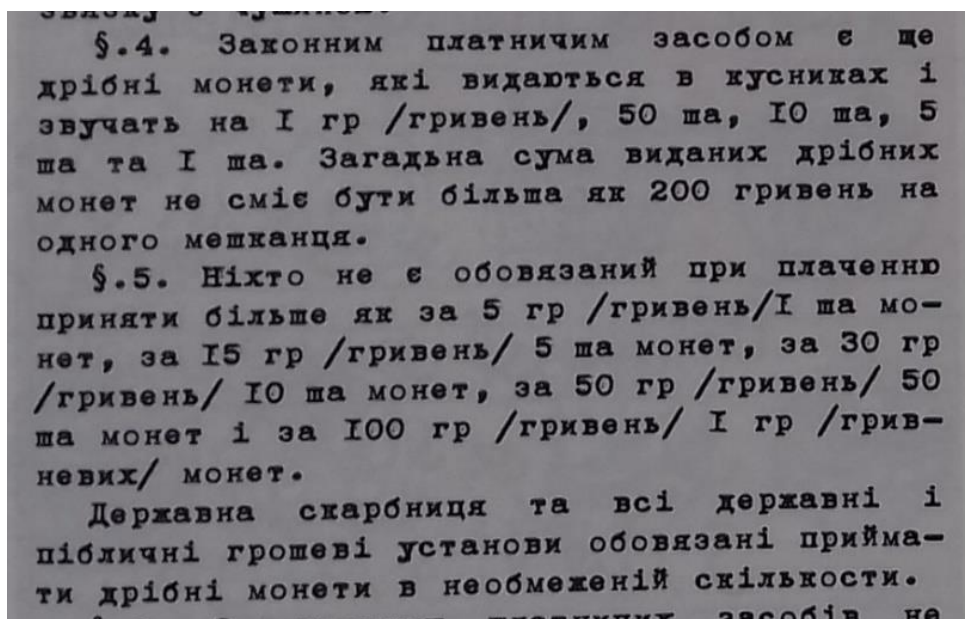 §.4. Законним платничим засобом є ще
дрібні монети, які видаються в кусниках і
звучать на I гр /гривень/, 50 ша, I0 ша, 5
ша та I ша. Загадьна сума виданих дрібних
монет не сміє бути більша як 200 гривень на
одного мешканця.
§.5. Ніхто не є обовязаний при плаченню
приняти більше як за 5 гр /гривень/I ша мо-
нет, за I5 гр /гривень/ 5 ша монет, за 30 гр
/гривень/ I0 ша монет, за 50 гр /гривень/ 50
ша монет і за I00 гр /гривень/ I гр /грив-
невих/ монет.
Державна скарбниця та всі державні і
пібличні грошеві установи обовязані прийма-
ти дрібні монети в необмеженій скількости.
засобів не